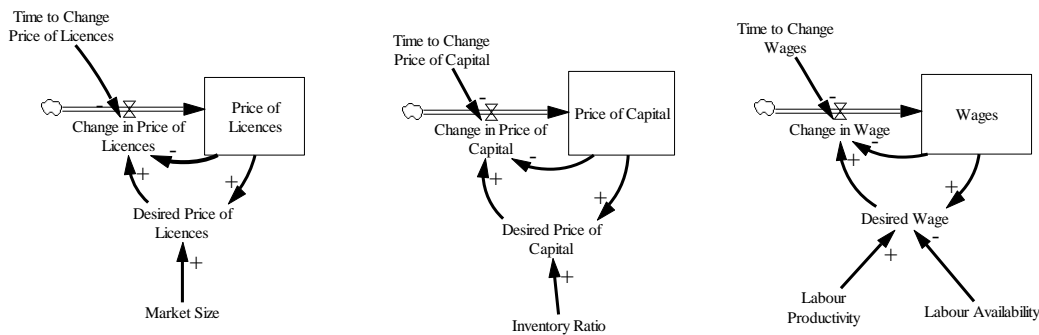 Time to Change
Price of Licences
-
Price of
Licences
Change in Price of
Licences
-
+
+
Desired Price of
Licences
+
Market Size
Time to Change
Price of Capital
-
Price of Capital
Change in Price of
Capital
-
+
+
Desired Price of
Capital
+
Inventory Ratio
Time to Change
Wages
-
Wages
Change in Wage
-
+
+
Desired Wage
-
+
Labour
Productivity
Labour Availability